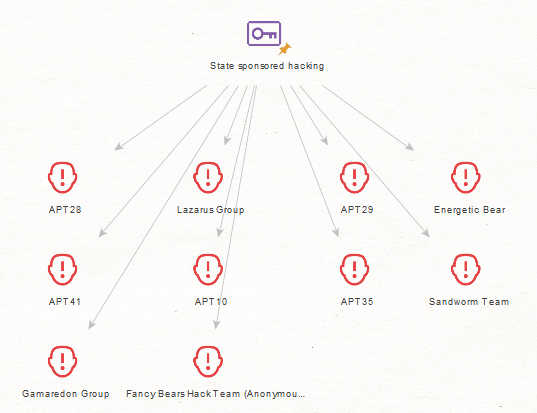 State sponsored hacking
APT28
Lazarus Group
APT29
Energetic Bear
APT41
APT10
APT35
Sandworm Team
Gamaredon Group
Fancy Bears Hack Team (Anonymou...